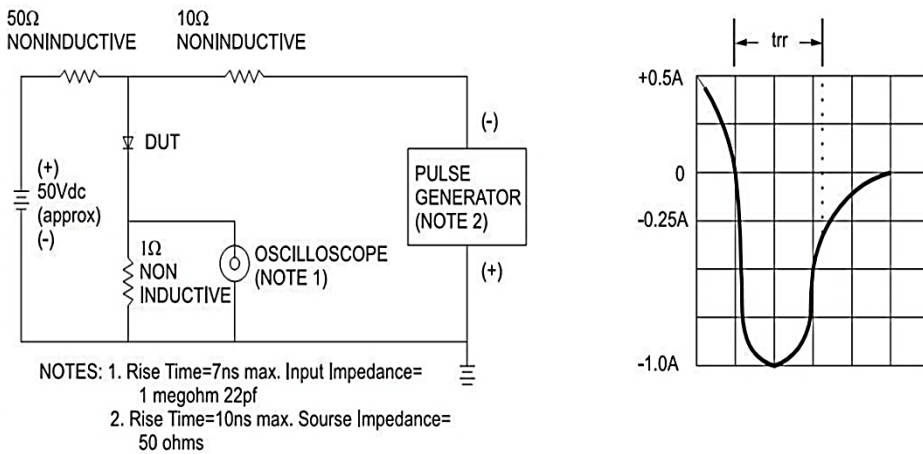 50Ω
NONINDUCTIVE
10Ω
NONINDUCTIVE
DUT
(+)
50Vdc
(approx)
(-)
1Ω
NON
INDUCTIVE
OSCILLOSCOPE
(NOTE 1)
(-)
PULSE
GENERATOR
(NOTE 2)
(+)
NOTES: 1. Rise Time=7ns max. Input Impedance=
1 megohm 22pf
2. Rise Time=10ns max. Sourse Impedance=
50 ohms
trr
+0.5A
0
-0.25A
-1.0A